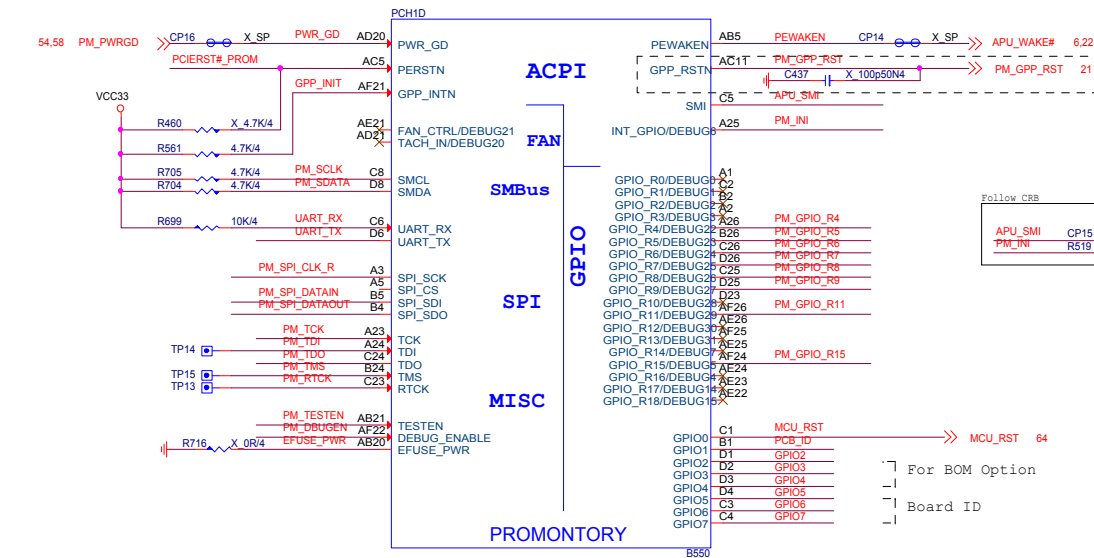 PCH1D
54,58 PM_PWRGD CP16 X_SP PWR_GD AD20 PWR_GD PEWAKEN AB5 PEWAKEN CP14 X_SP APU_WAKE# 6,22
PCIERST#_PROM AC5 PERSTN ACPI GPP_RSTN AC11 PM_GPP_RST PM_GPP_RST 21
C437 X_100p50N4
GPP_INIT AF21 GPP_INTN
VCC33
SMI C5 APU_SMI
R460 X_4.7K/4 AE21 FAN_CTRL/DEBUG21 INT_GPIO/DEBUG6 A25 PM_INI
AD21 TACH_IN/DEBUG20 FAN
R561 4.7K/4
R705 4.7K/4 PM_SCLK C8 SMCL GPIO_R0/DEBUG0 A1
R704 4.7K/4 PM_SDATA D8 SMDA SMBus GPIO_R1/DEBUG1 C2
GPIO_R2/DEBUG2 B2
GPIO_R3/DEBUG3 A2
Follow CRB
R699 10K/4 UART_RX C6 UART_RX GPIO_R4/DEBUG22 A26 PM_GPIO_R4
UART_TX D6 UART_TX GPIO_R5/DEBUG23 B26 PM_GPIO_R5
APU_SMI CP15
GPIO_R6/DEBUG24 C26 PM_GPIO_R6
PM_INI R519
GPIO
GPIO_R7/DEBUG25 D26 PM_GPIO_R7
PM_SPI_CLK_R A3 SPI_SCK GPIO_R8/DEBUG26 C25 PM_GPIO_R8
A5 SPI_CS GPIO_R9/DEBUG27 D25 PM_GPIO_R9
PM_SPI_DATAIN B5 SPI_SDI SPI GPIO_R10/DEBUG28 D23
PM_SPI_DATAOUT B4 SPI_SDO GPIO_R11/DEBUG29 AF26 PM_GPIO_R11
GPIO_R12/DEBUG30 AE26
PM_TCK A23 TCK GPIO_R13/DEBUG31 AF25
TP14 PM_TDI A24 TDI GPIO_R14/DEBUG7 AE25
PM_TDO C24 TDO GPIO_R15/DEBUG5 AF24 PM_GPIO_R15
TP15 PM_TMS B24 TMS GPIO_R16/DEBUG4 AE24
TP13 PM_RTCK C23 RTCK GPIO_R17/DEBUG14 AE23
MISC GPIO_R18/DEBUG15 AE22
PM_TESTEN AB21 TESTEN
PM_DBUGEN AF22 DEBUG_ENABLE GPIO0 C1 MCU_RST MCU_RST 64
R716 X_0R/4 EFUSE_PWR AB20 EFUSE_PWR GPIO1 B1 PCB_ID
GPIO2 D1 GPIO2
GPIO3 D2 GPIO3 For BOM Option
GPIO4 D3 GPIO4
GPIO5 D4 GPIO5
GPIO6 C3 GPIO6 Board ID
GPIO7 C4 GPIO7
PROMONTORY
B550